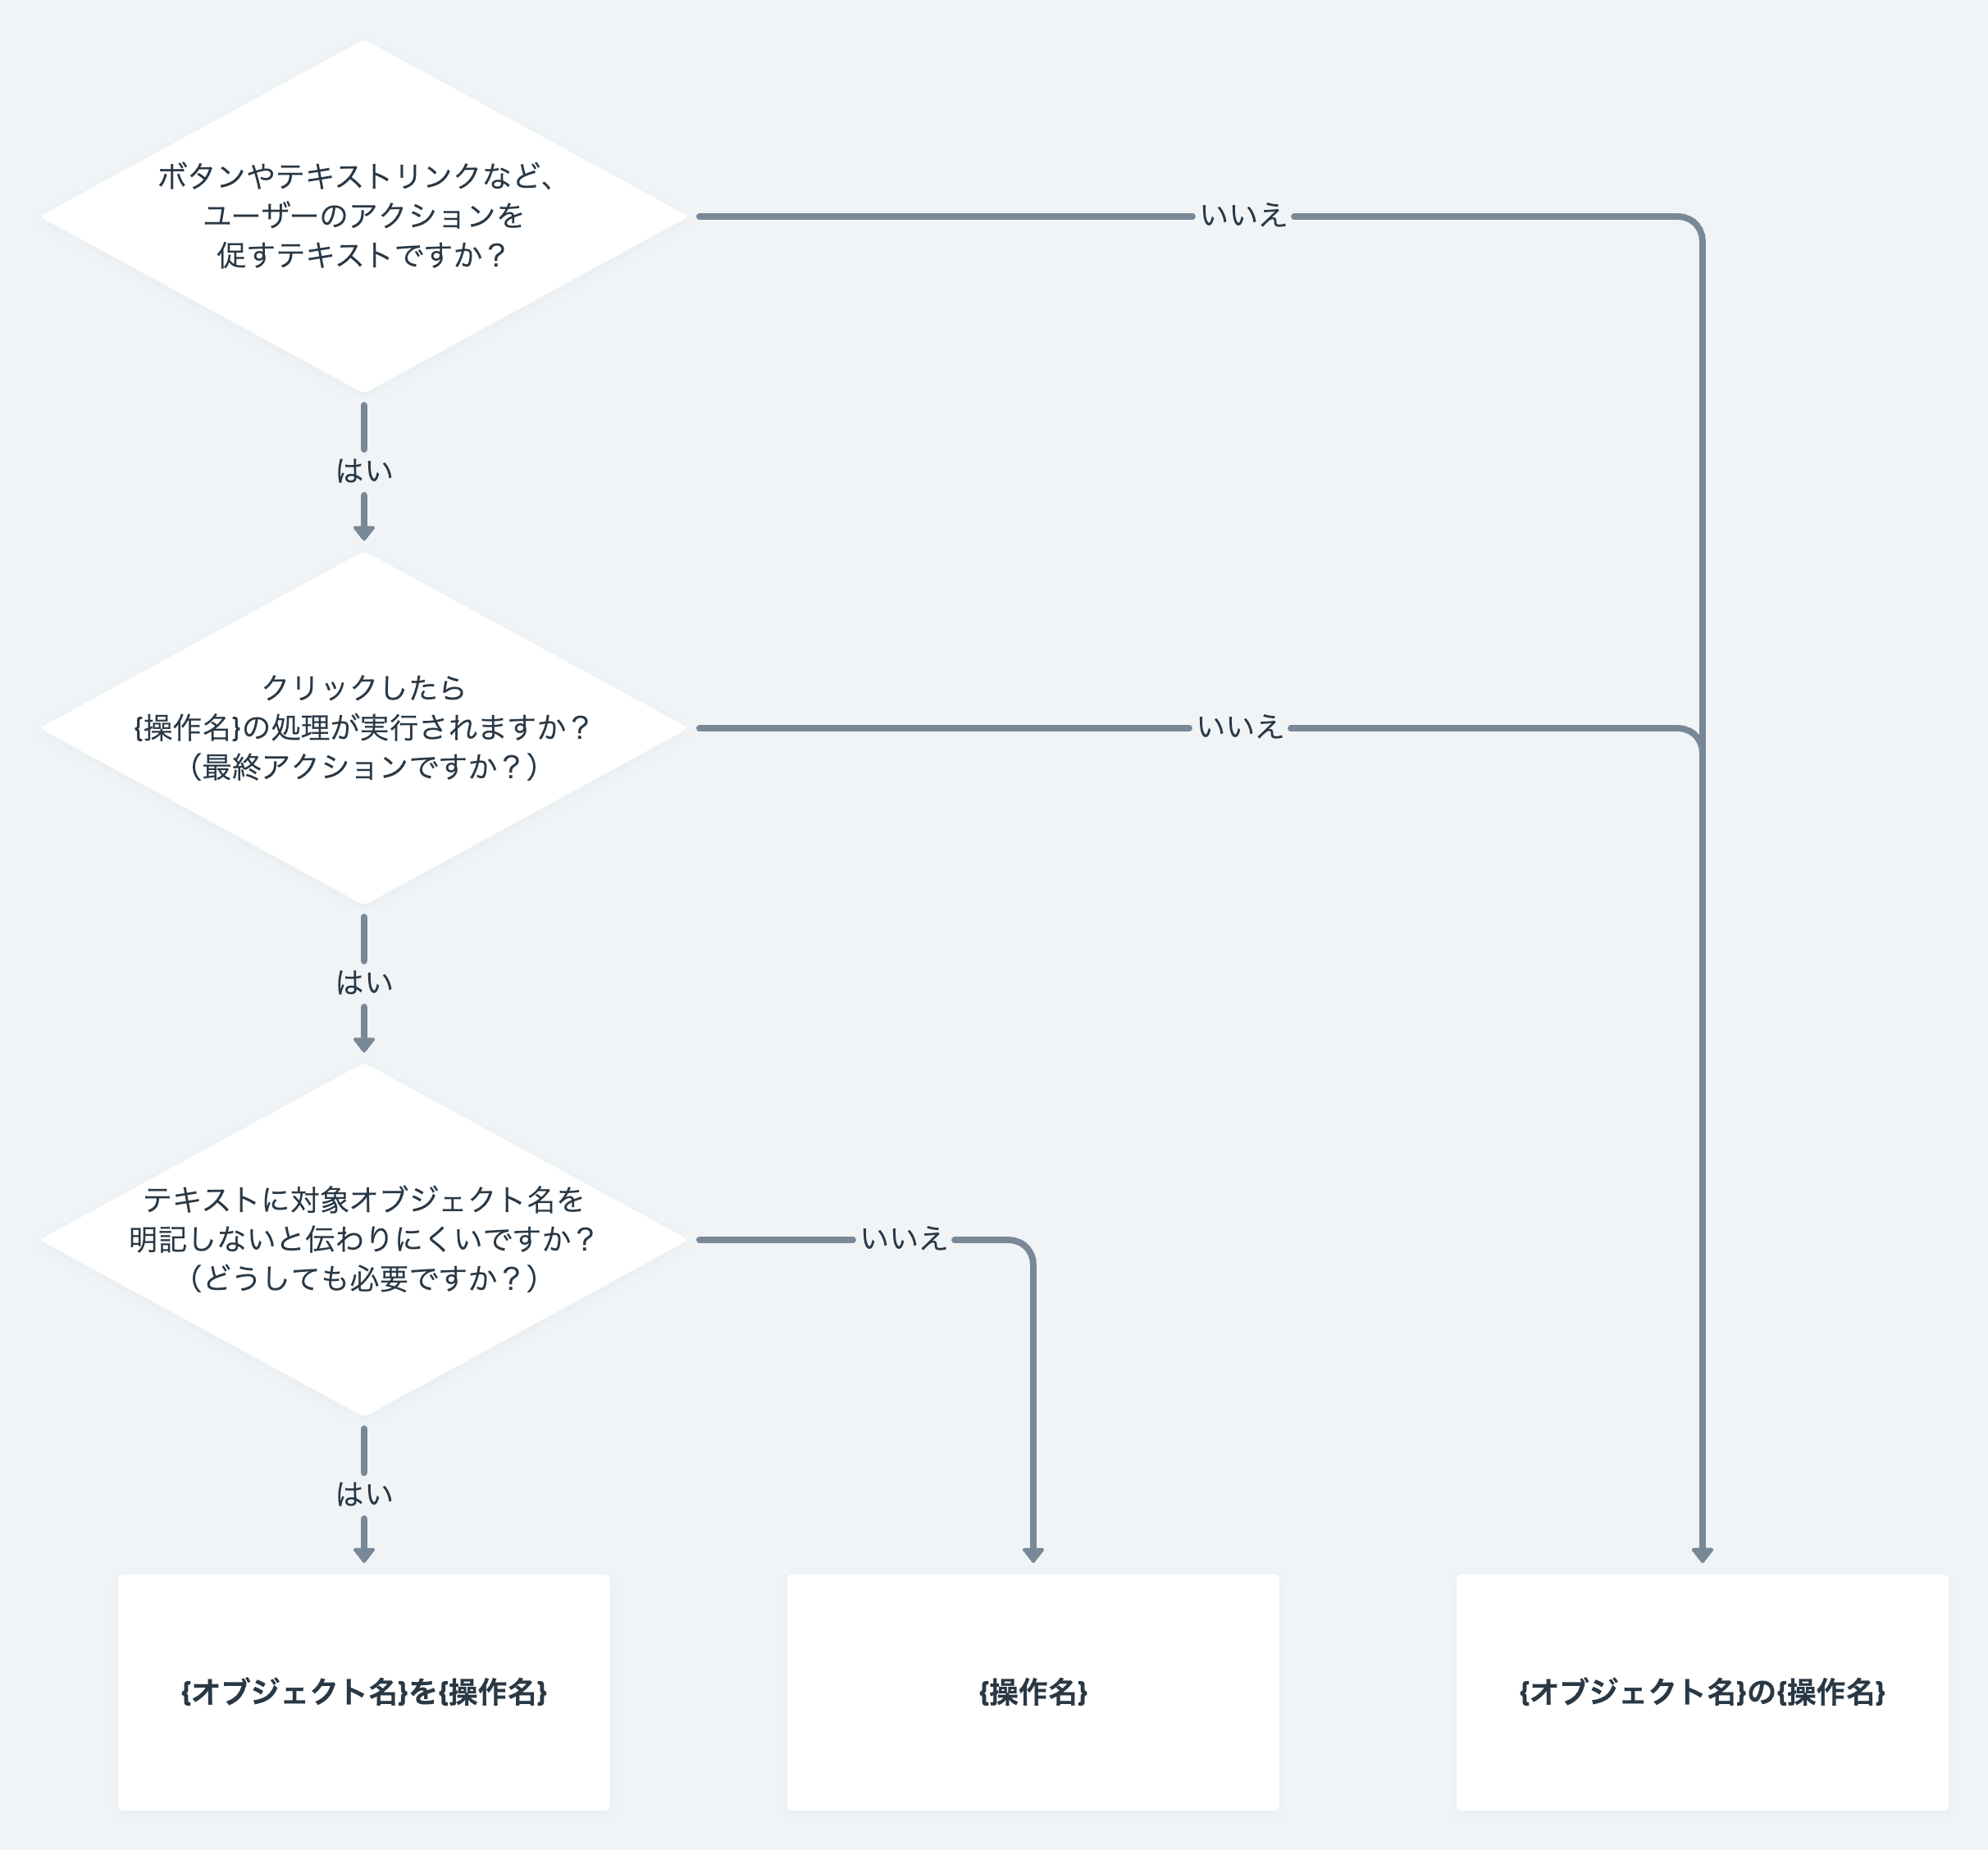 ボタンやテキストリンクなど、
ユーザーのアクションを
促すテキストですか？
いいえ
はい
クリックしたら
{操作名}の処理が実行されますか？
（最終アクションですか？）
いいえ
はい
テキストに対象オブジェクト名を
明記しないと伝わりにくいですか？
（どうしても必要ですか？）
いいえ
はい
{オブジェクト名}を{操作名}
{操作名}
{オブジェクト名}の{操作名}